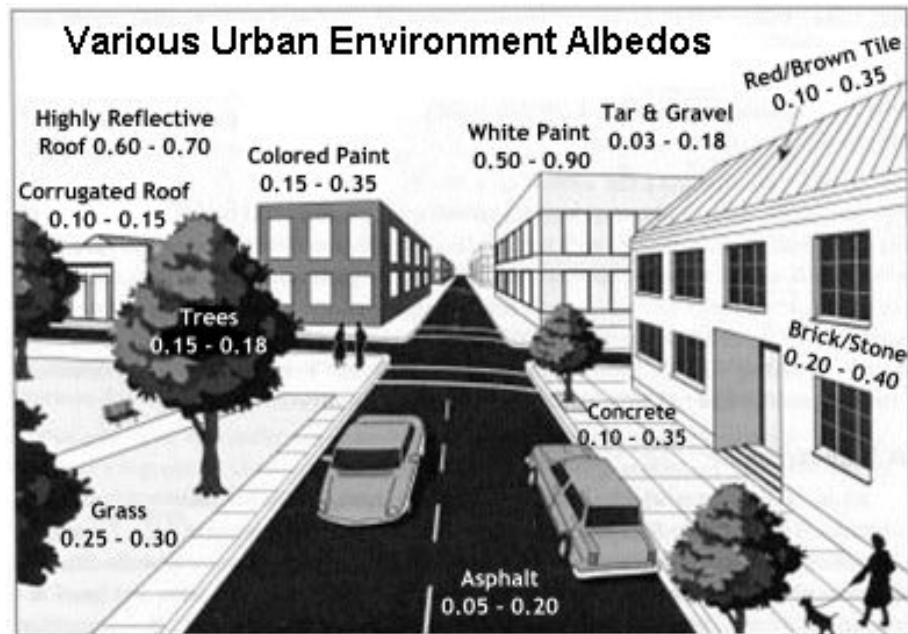 Various Urban Environment Albedos
Highly Reflective
Roof 0.60 - 0.70
Corrugated Roof
0.10 - 0.15
Colored Paint
0.15 - 0.35
White Paint
0.50 - 0.90
Tar & Gravel
0.03 - 0.18
Red/Brown Tile
0.10 - 0.35
Trees
0.15 - 0.18
Brick/Stone
0.20 - 0.40
Concrete
0.10 - 0.35
Grass
0.25 - 0.30
Asphalt
0.05 - 0.20